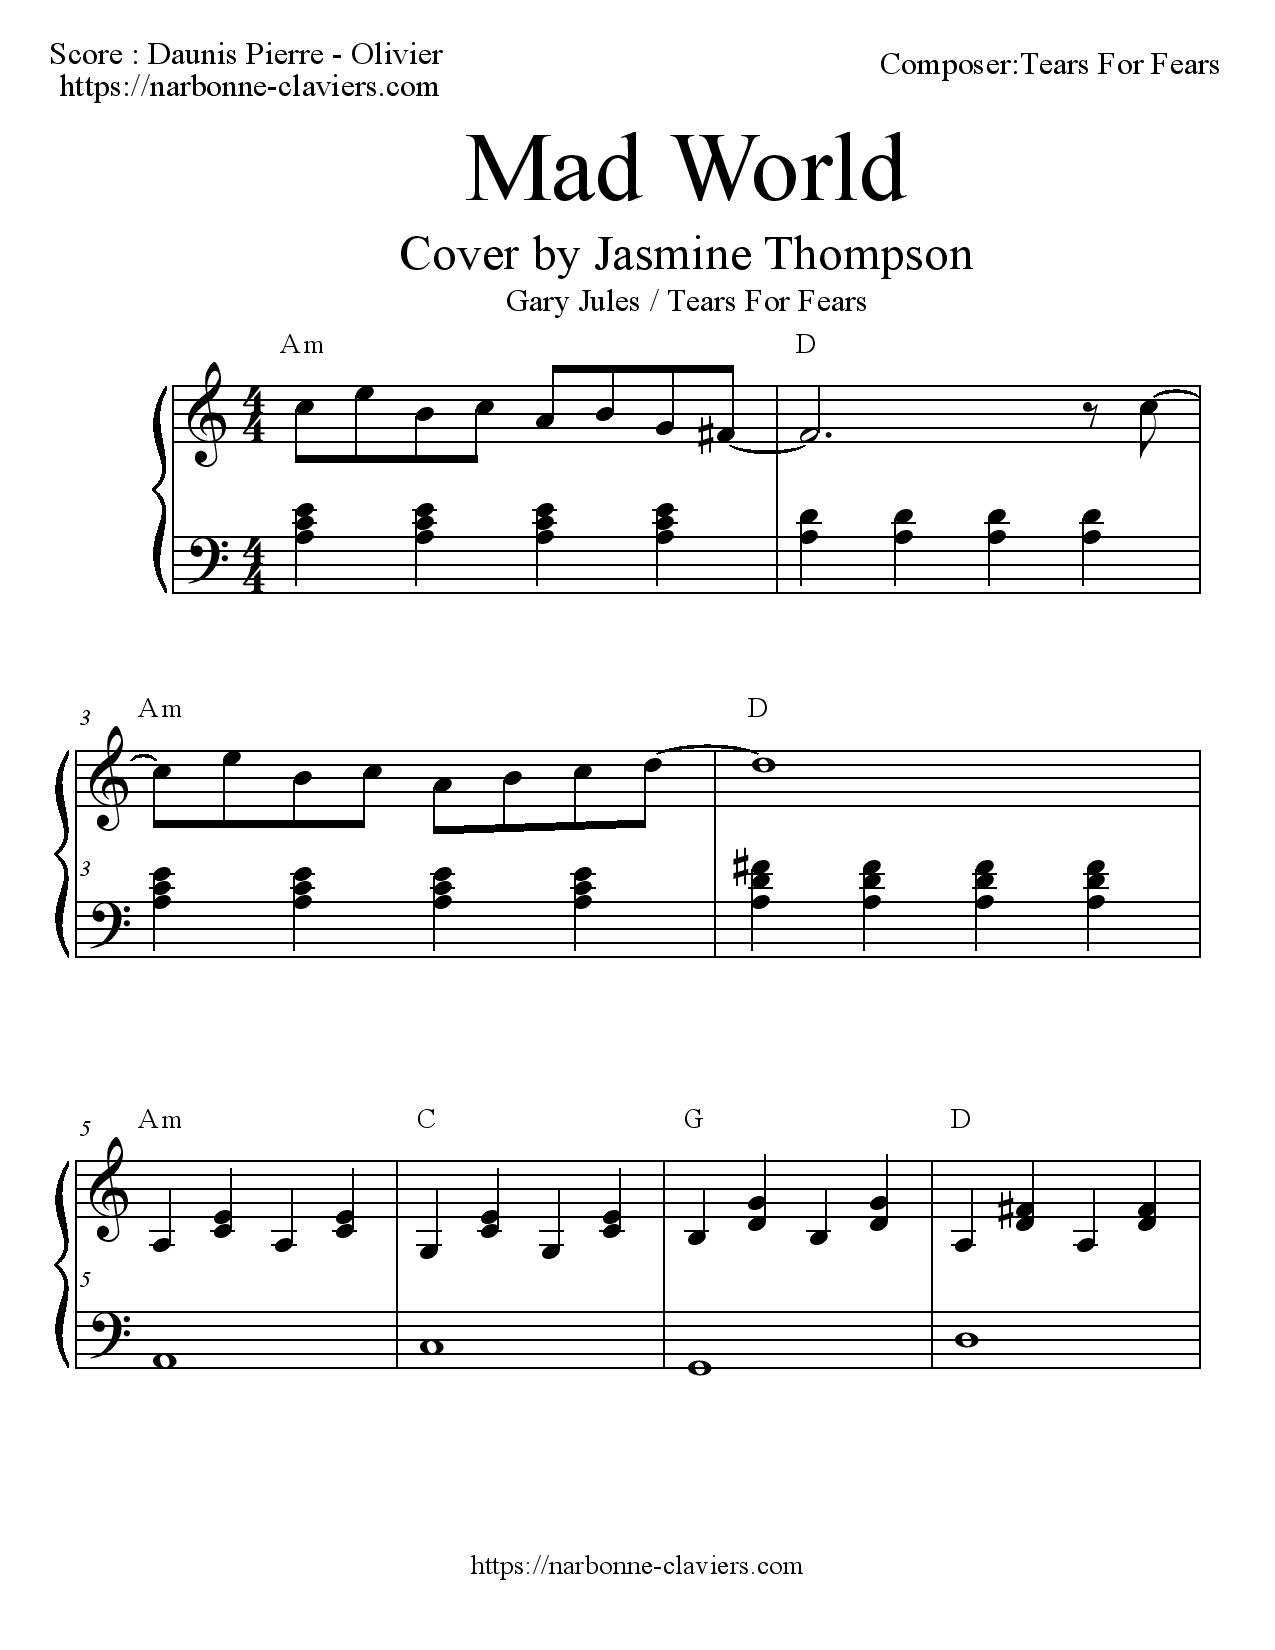 Score : Daunis Pierre - Olivier
https://narbonne-claviers.com
Composer:Tears For Fears
Mad World
Cover by Jasmine Thompson
Gary Jules / Tears For Fears
Am D
4 4
4 4
3 Am D
3
5 Am C G D
5
https://narbonne-claviers.com